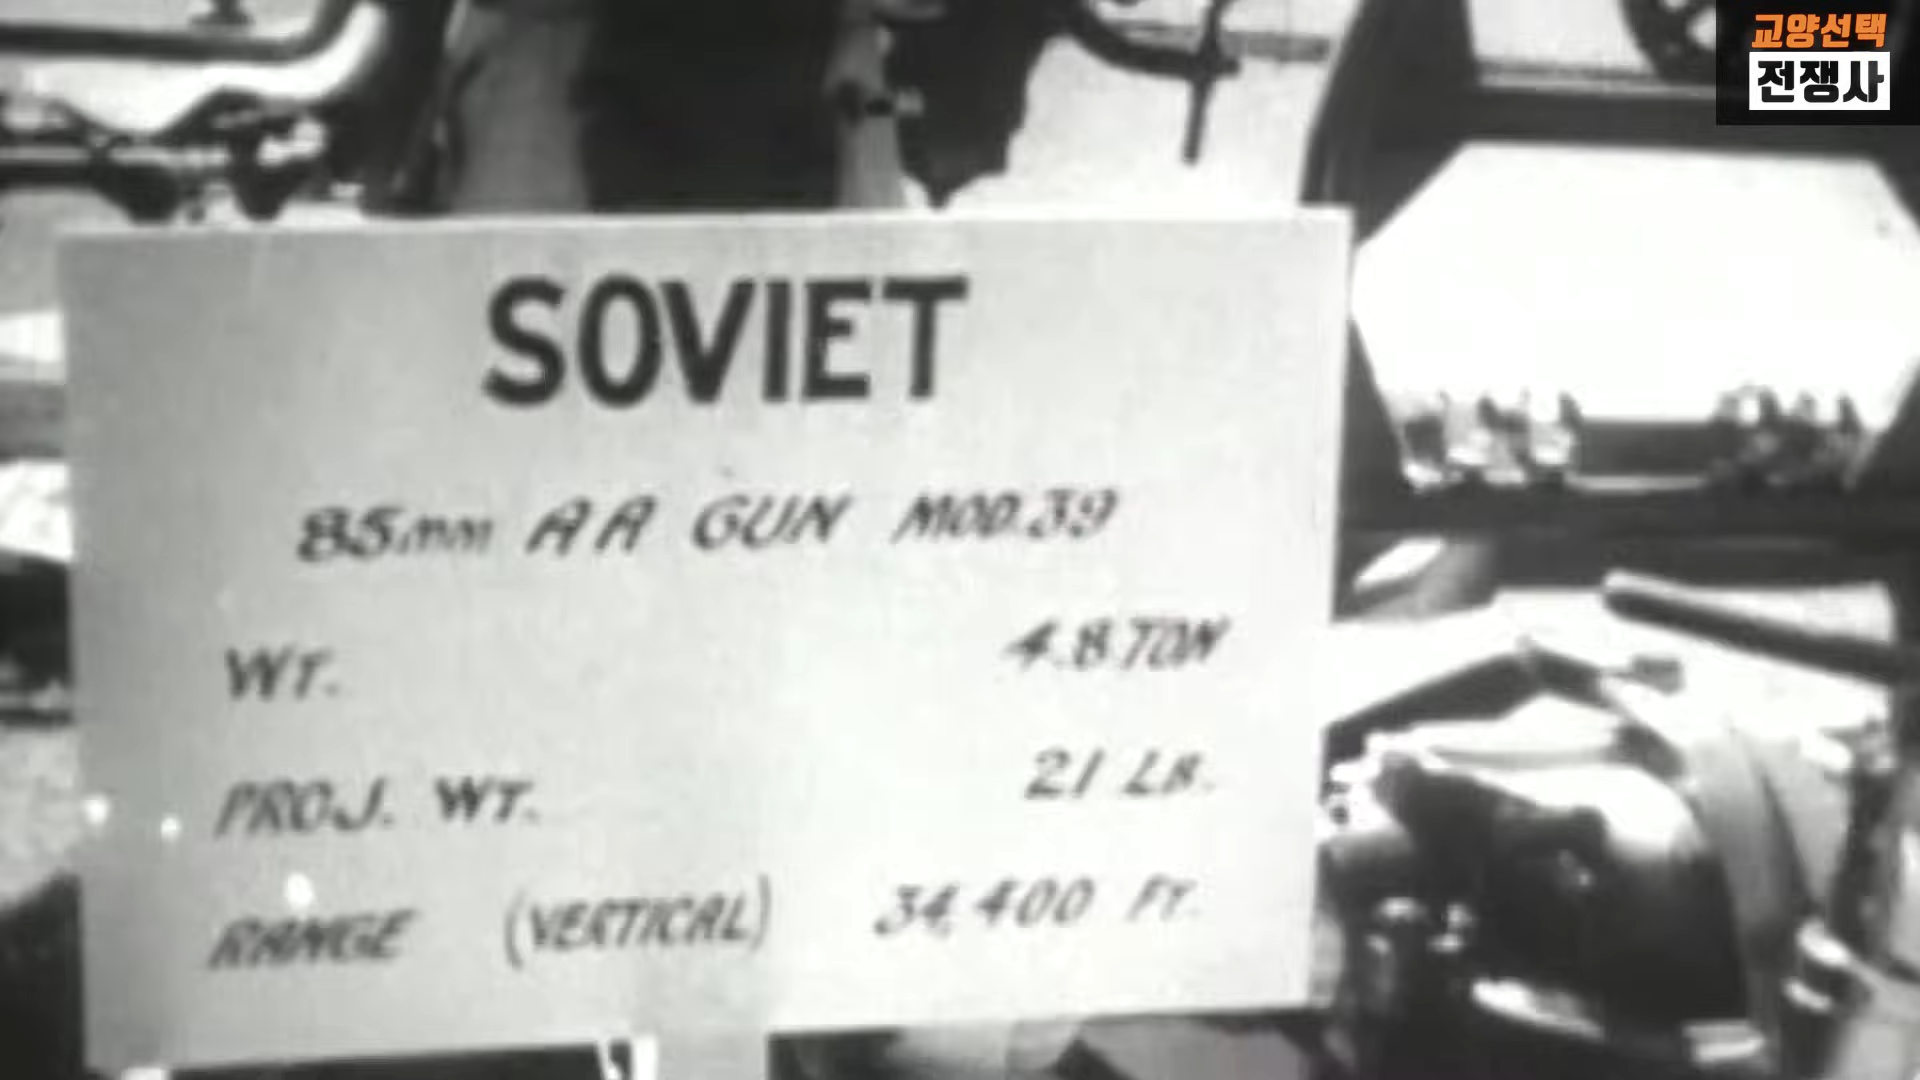 교양선택
전쟁사
SOVIET
85mm AA GUN MOD.39
WT. 4.8 TON
PROJ. WT. 21 LB.
RANGE (VERTICAL) 34,400 FT.